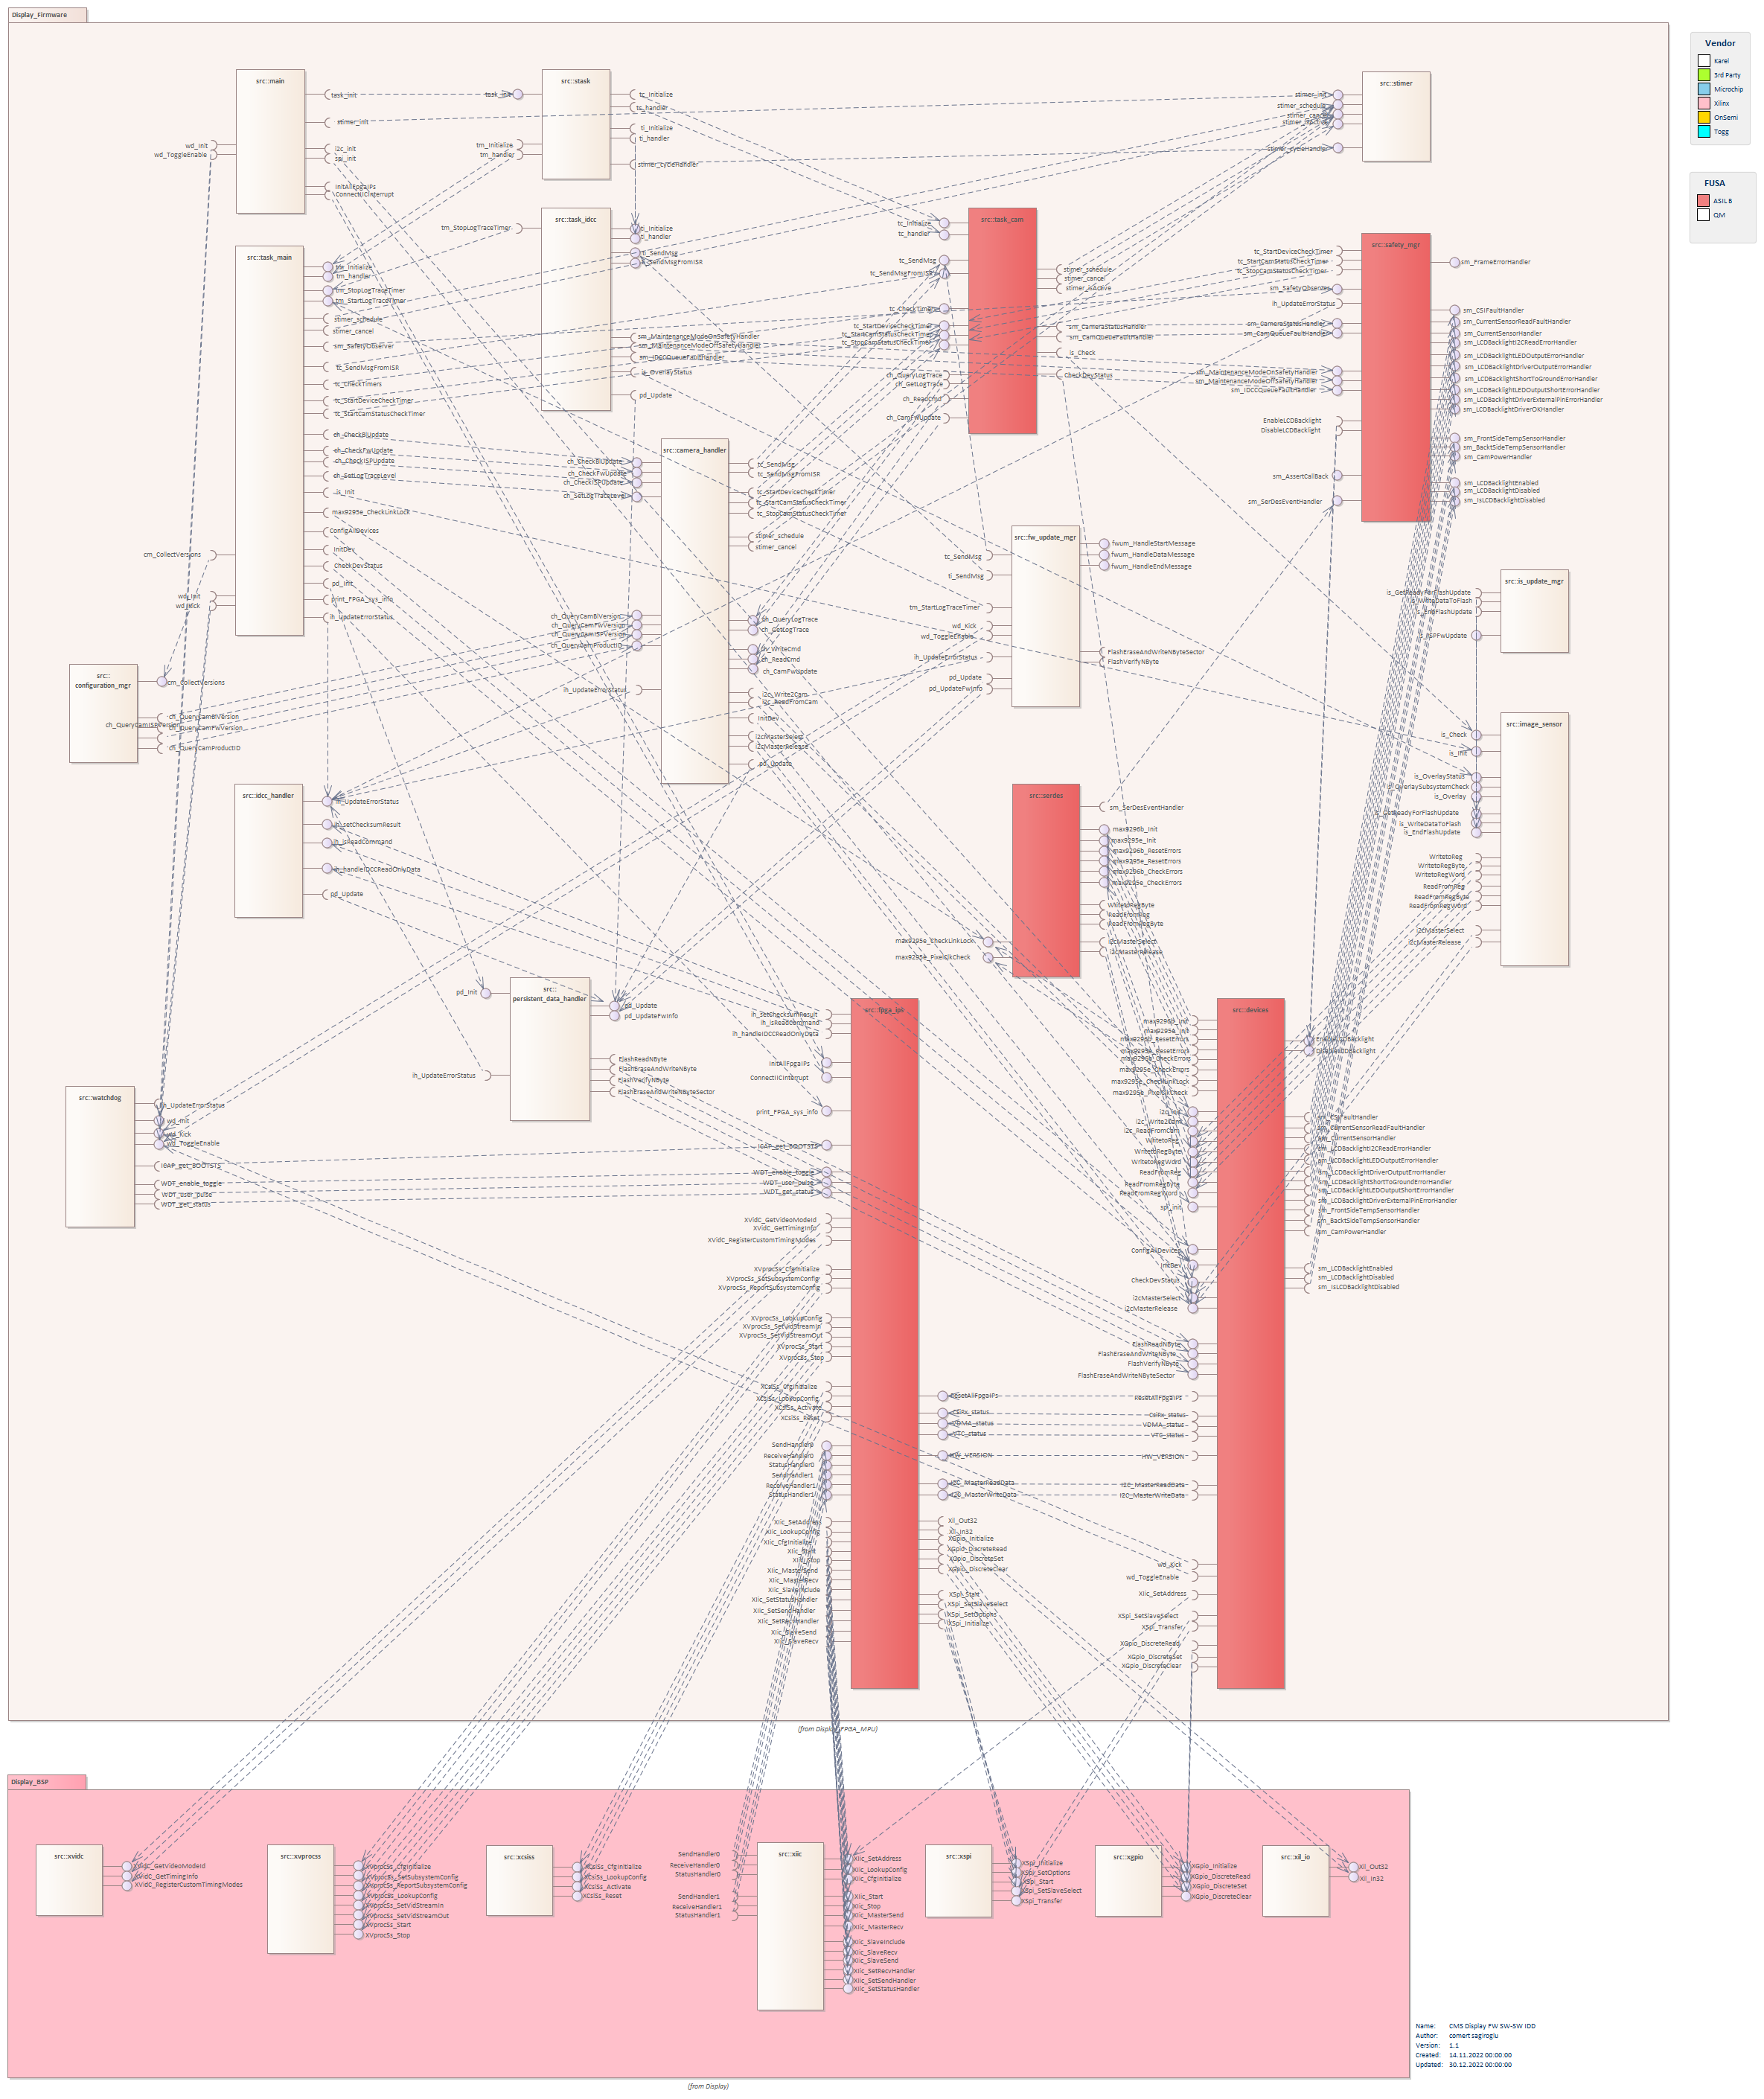 Display_Firmware
Vendor
Karel
3rd Party
Microchip
Xilinx
OnSemi
Togg
FUSA
ASIL B
QM
src::main
task_init
stimer_init
i2c_init
spi_init
InitAllFpgaIPs
ConnectIICInterrupt
wd_Init
wd_ToggleEnable
src::stask
task_init
tc_Initialize
tc_handler
ti_Initialize
ti_handler
tm_Initialize
tm_handler
stimer_cycleHandler
src::stimer
stimer_init
stimer_schedule
stimer_cancel
stimer_cycleHandler
src::task_main
tm_Initialize
tm_handler
tm_StopLogTraceTimer
tm_StartLogTraceTimer
stimer_schedule
stimer_cancel
sm_SafetyObserver
tc_SendMsgFromISR
tc_CheckTimers
tc_StartDeviceCheckTimer
tc_StartCamStatusCheckTimer
ch_CheckBlUpdate
ch_CheckFwUpdate
ch_CheckISPUpdate
ch_SetLogTraceLevel
is_Init
max9295e_CheckLinkLock
ConfigAllDevices
InitDev
CheckDevStatus
pd_Init
print_FPGA_sys_info
ih_UpdateErrorStatus
cm_CollectVersions
wd_Init
wd_Kick
src::task_idcc
tm_StopLogTraceTimer
ti_Initialize
ti_handler
ti_SendMsg
ti_SendMsgFromISR
sm_MaintenanceModeOnSafetyHandler
sm_MaintenanceModeOffSafetyHandler
sm_IDCCQueueFaultHandler
is_OverlayStatus
pd_Update
src::task_cam
tc_Initialize
tc_handler
tc_SendMsg
tc_SendMsgFromISR
tc_CheckTimers
tc_StartDeviceCheckTimer
tc_StartCamStatusCheckTimer
tc_StopCamStatusCheckTimer
ch_QueryLogTrace
ch_GetLogTrace
ch_ReadCmd
ch_CamFwUpdate
stimer_schedule
stimer_cancel
stimer_isActive
sm_CameraStatusHandler
sm_CamQueueFaultHandler
is_Check
CheckDevStatus
src::safety_mgr
tc_StartDeviceCheckTimer
tc_StartCamStatusCheckTimer
tc_StopCamStatusCheckTimer
sm_SafetyObserver
ih_UpdateErrorStatus
sm_CameraStatusHandler
sm_CamQueueFaultHandler
sm_MaintenanceModeOnSafetyHandler
sm_MaintenanceModeOffSafetyHandler
sm_IDCCQueueFaultHandler
EnableLCDBacklight
DisableLCDBacklight
sm_AssertCallBack
sm_SerDesEventHandler
sm_FrameErrorHandler
sm_CSIFaultHandler
sm_CurrentSensorReadFaultHandler
sm_CurrentSensorHandler
sm_LCDBacklightI2CReadErrorHandler
sm_LCDBacklightLEDOutputErrorHandler
sm_LCDBacklightDriverOutputErrorHandler
sm_LCDBacklightShortToGroundErrorHandler
sm_LCDBacklightLEDOutputShortErrorHandler
sm_LCDBacklightDriverExternalPinErrorHandler
sm_LCDBacklightDriverOKHandler
sm_FrontSideTempSensorHandler
sm_BacktSideTempSensorHandler
sm_CamPowerHandler
sm_LCDBacklightEnabled
sm_LCDBacklightDisabled
sm_IsLCDBacklightDisabled
src::camera_handler
ch_CheckBlUpdate
ch_CheckFwUpdate
ch_CheckISPUpdate
ch_SetLogTraceLevel
ch_QueryCamBlVersion
ch_QueryCamFwVersion
ch_QueryCamISPVersion
ch_QueryCamProductID
ih_UpdateErrorStatus
tc_SendMsg
tc_SendMsgFromISR
tc_StartDeviceCheckTimer
tc_StartCamStatusCheckTimer
tc_StopCamStatusCheckTimer
stimer_schedule
stimer_cancel
ch_QueryLogTrace
ch_GetLogTrace
ch_WriteCmd
ch_ReadCmd
ch_CamFwUpdate
i2c_Write2Cam
i2c_ReadFromCam
InitDev
i2cMasterSelect
i2cMasterRelease
pd_Update
src::fw_update_mgr
tc_SendMsg
ti_SendMsg
tm_StartLogTraceTimer
wd_Kick
wd_ToggleEnable
ih_UpdateErrorStatus
pd_Update
pd_UpdateFwInfo
fwum_HandleStartMessage
fwum_HandleDataMessage
fwum_HandleEndMessage
FlashEraseAndWriteNByteSector
FlashVerifyNByte
src::is_update_mgr
is_GetReadyForFlashUpdate
is_WriteDataToFlash
is_EndFlashUpdate
is_ISPFwUpdate
src::
configuration_mgr
cm_CollectVersions
ch_QueryCamBlVersion
ch_QueryCamISPVersion
ch_QueryCamFwVersion
ch_QueryCamProductID
src::image_sensor
is_Check
is_Init
is_OverlayStatus
is_OverlaySubsystemCheck
is_Overlay
is_GetReadyForFlashUpdate
is_WriteDataToFlash
is_EndFlashUpdate
WritetoReg
WritetoRegByte
WritetoRegWord
ReadFromReg
ReadFromRegByte
ReadFromRegWord
i2cMasterSelect
i2cMasterRelease
src::idcc_handler
ih_UpdateErrorStatus
ih_setChecksumResult
ih_isReadCommand
ih_handleIDCCReadOnlyData
pd_Update
src::serdes
sm_SerDesEventHandler
max9296b_Init
max9295e_Init
max9296b_ResetErrors
max9295e_ResetErrors
max9296b_CheckErrors
max9295e_CheckErrors
WritetoRegByte
ReadFromReg
ReadFromRegByte
i2cMasterSelect
i2cMasterRelease
max9295e_CheckLinkLock
max9295e_PixelClkCheck
src::
persistent_data_handler
pd_Init
pd_Update
pd_UpdateFwInfo
FlashReadNByte
FlashEraseAndWriteNByte
FlashVerifyNByte
FlashEraseAndWriteNByteSector
ih_UpdateErrorStatus
src::watchdog
ih_UpdateErrorStatus
wd_Init
wd_Kick
wd_ToggleEnable
ICAP_get_BOOTSTS
WDT_enable_toggle
WDT_user_pulse
WDT_get_status
src::fpga_ips
ih_setChecksumResult
ih_isReadCommand
ih_handleIDCCReadOnlyData
InitAllFpgaIPs
ConnectIICInterrupt
print_FPGA_sys_info
ICAP_get_BOOTSTS
WDT_enable_toggle
WDT_user_pulse
WDT_get_status
XVidC_GetVideoModeId
XVidC_GetTimingInfo
XVidC_RegisterCustomTimingModes
XVprocSs_CfgInitialize
XVprocSs_SetSubsystemConfig
XVprocSs_ReportSubsystemConfig
XVprocSs_LookupConfig
XVprocSs_SetVidStreamIn
XVprocSs_SetVidStreamOut
XVprocSs_Start
XVprocSs_Stop
XCsiSs_CfgInitialize
XCsiSs_LookupConfig
XCsiSs_Activate
XCsiSs_Reset
SendHandler0
ReceiveHandler0
StatusHandler0
SendHandler1
ReceiveHandler1
StatusHandler1
XIic_SetAddress
XIic_LookupConfig
XIic_CfgInitialize
XIic_Start
XIic_Stop
XIic_MasterSend
XIic_MasterRecv
XIic_SlaveInclude
XIic_SetStatusHandler
XIic_SetSendHandler
XIic_SetRecvHandler
XIic_SlaveSend
XIic_SlaveRecv
ResetAllFpgaIPs
CsiRx_status
VDMA_status
VTC_status
HW_VERSION
I2C_MasterReadData
I2C_MasterWriteData
Xil_Out32
Xil_In32
XGpio_Initialize
XGpio_DiscreteRead
XGpio_DiscreteSet
XGpio_DiscreteClear
XSpi_Start
XSpi_SetSlaveSelect
XSpi_SetOptions
XSpi_Initialize
src::devices
max9296b_Init
max9295e_Init
max9296b_ResetErrors
max9295e_ResetErrors
max9296b_CheckErrors
max9295e_CheckErrors
max9295e_CheckLinkLock
max9295e_PixelClkCheck
i2c_init
i2c_Write2Cam
i2c_ReadFromCam
WritetoReg
WritetoRegByte
WritetoRegWord
ReadFromReg
ReadFromRegByte
ReadFromRegWord
spi_init
ConfigAllDevices
InitDev
CheckDevStatus
i2cMasterSelect
i2cMasterRelease
FlashReadNByte
FlashEraseAndWriteNByte
FlashVerifyNByte
FlashEraseAndWriteNByteSector
ResetAllFpgaIPs
CsiRx_status
VDMA_status
VTC_status
HW_VERSION
I2C_MasterReadData
I2C_MasterWriteData
wd_Kick
wd_ToggleEnable
XIic_SetAddress
XSpi_SetSlaveSelect
XSpi_Transfer
XGpio_DiscreteRead
XGpio_DiscreteSet
XGpio_DiscreteClear
EnableLCDBacklight
DisableLCDBacklight
sm_CSIFaultHandler
sm_CurrentSensorReadFaultHandler
sm_CurrentSensorHandler
sm_LCDBacklightI2CReadErrorHandler
sm_LCDBacklightLEDOutputErrorHandler
sm_LCDBacklightDriverOutputErrorHandler
sm_LCDBacklightShortToGroundErrorHandler
sm_LCDBacklightLEDOutputShortErrorHandler
sm_LCDBacklightDriverExternalPinErrorHandler
sm_FrontSideTempSensorHandler
sm_BacktSideTempSensorHandler
sm_CamPowerHandler
sm_LCDBacklightEnabled
sm_LCDBacklightDisabled
sm_IsLCDBacklightDisabled
(from Display_FPGA_MPU)
Display_BSP
src::xvidc
XVidC_GetVideoModeId
XVidC_GetTimingInfo
XVidC_RegisterCustomTimingModes
src::xvprocss
XVprocSs_CfgInitialize
XVprocSs_SetSubsystemConfig
XVprocSs_ReportSubsystemConfig
XVprocSs_LookupConfig
XVprocSs_SetVidStreamIn
XVprocSs_SetVidStreamOut
XVprocSs_Start
XVprocSs_Stop
src::xcsiss
XCsiSs_CfgInitialize
XCsiSs_LookupConfig
XCsiSs_Activate
XCsiSs_Reset
src::xiic
SendHandler0
ReceiveHandler0
StatusHandler0
SendHandler1
ReceiveHandler1
StatusHandler1
XIic_SetAddress
XIic_LookupConfig
XIic_CfgInitialize
XIic_Start
XIic_Stop
XIic_MasterSend
XIic_MasterRecv
XIic_SlaveInclude
XIic_SlaveRecv
XIic_SlaveSend
XIic_SetRecvHandler
XIic_SetSendHandler
XIic_SetStatusHandler
src::xspi
XSpi_Initialize
XSpi_SetOptions
XSpi_Start
XSpi_SetSlaveSelect
XSpi_Transfer
src::xgpio
XGpio_Initialize
XGpio_DiscreteRead
XGpio_DiscreteSet
XGpio_DiscreteClear
src::xil_io
Xil_Out32
Xil_In32
(from Display)
Name: CMS Display FW SW-SW IDD
Author: comert sagiroglu
Version: 1.1
Created: 14.11.2022 00:00:00
Updated: 30.12.2022 00:00:00